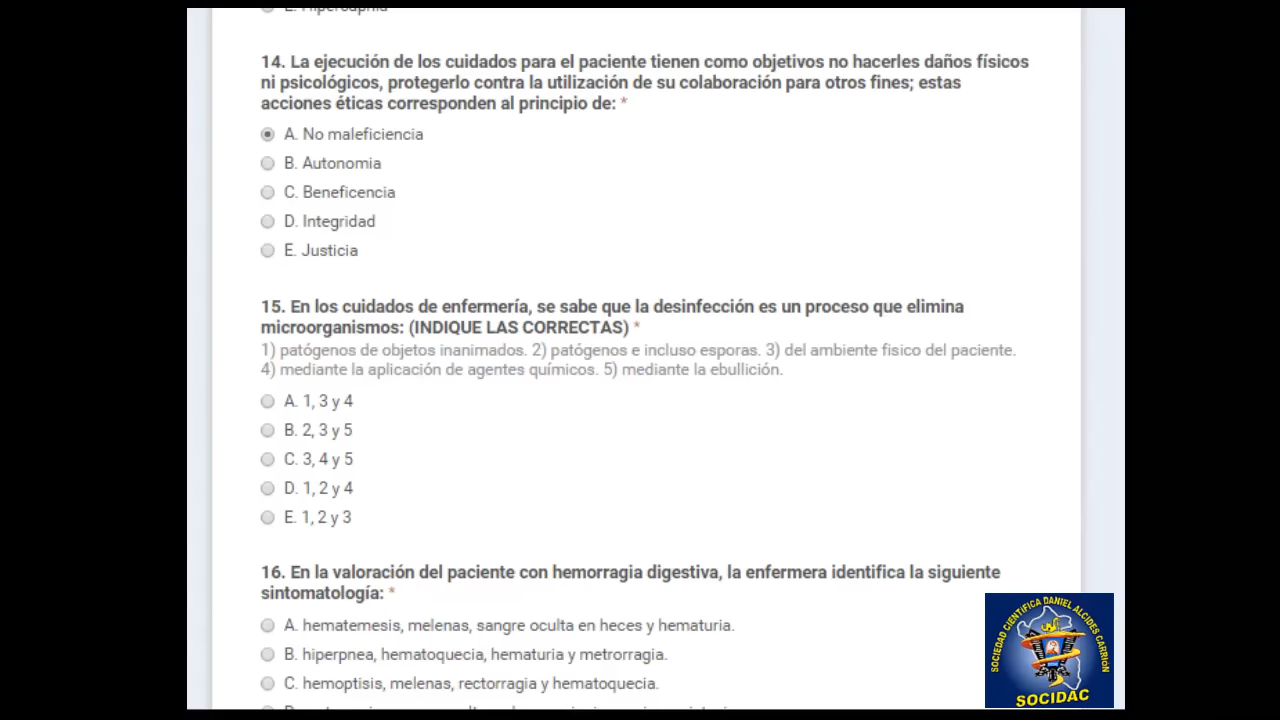 14. La ejecución de los cuidados para el paciente tienen como objetivos no hacerles daños físicos
ni psicológicos, protegerlo contra la utilización de su colaboración para otros fines; estas
acciones éticas corresponden al principio de: *
A. No maleficiencia
B. Autonomia
C. Beneficencia
D. Integridad
E. Justicia
15. En los cuidados de enfermería, se sabe que la desinfección es un proceso que elimina
microorganismos: (INDIQUE LAS CORRECTAS) *
1) patógenos de objetos inanimados. 2) patógenos e incluso esporas. 3) del ambiente fisico del paciente.
4) mediante la aplicación de agentes químicos. 5) mediante la ebullición.
A. 1, 3 y 4
B. 2, 3 y 5
C. 3, 4 y 5
D. 1, 2 y 4
E. 1, 2 y 3
16. En la valoración del paciente con hemorragia digestiva, la enfermera identifica la siguiente
sintomatología: *
A. hematemesis, melenas, sangre oculta en heces y hematuria.
B. hiperpnea, hematoquecia, hematuria y metrorragia.
C. hemoptisis, melenas, rectorragia y hematoquecia.
SOCIEDAD CIENTIFICA DANIEL ALCIDES CARRIÓN
SOCIDAC